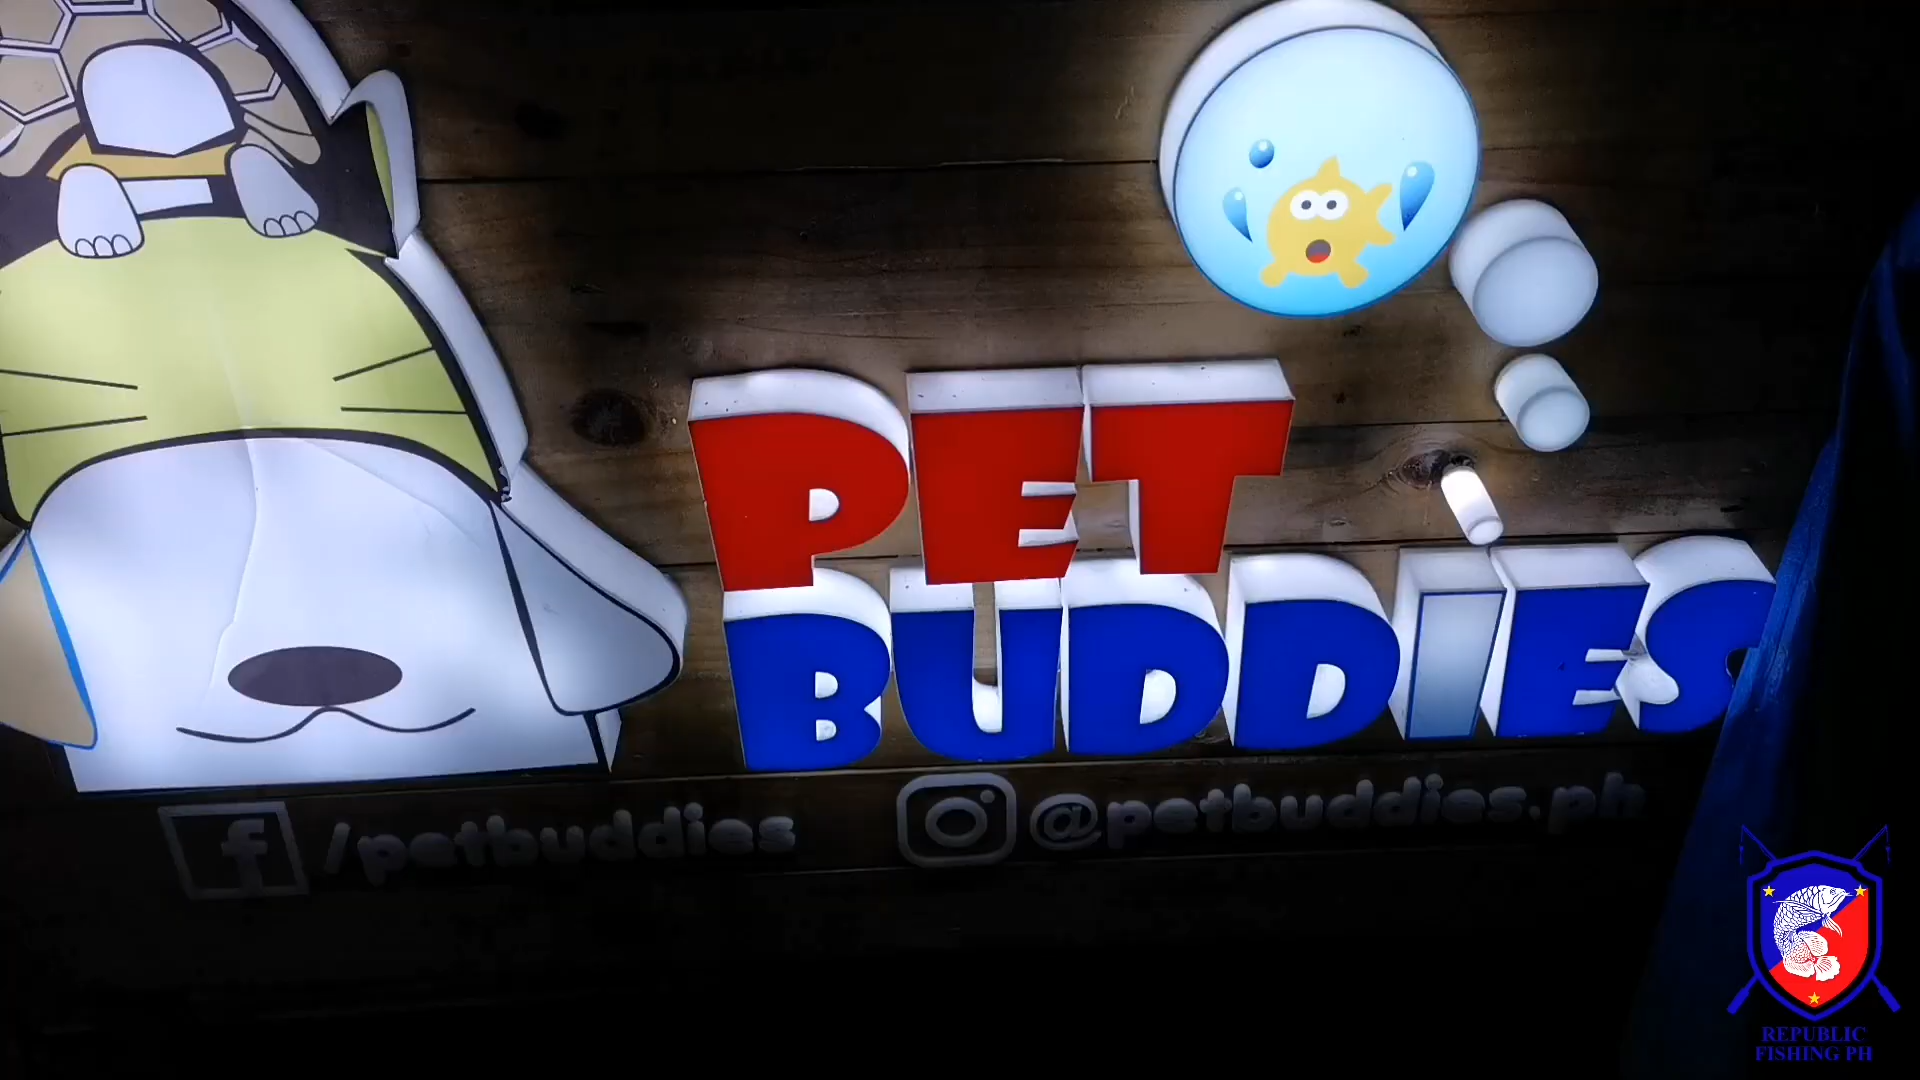 PET
BUDDIES
f /petbuddies
@petbuddies.ph
REPUBLIC
FISHING PH